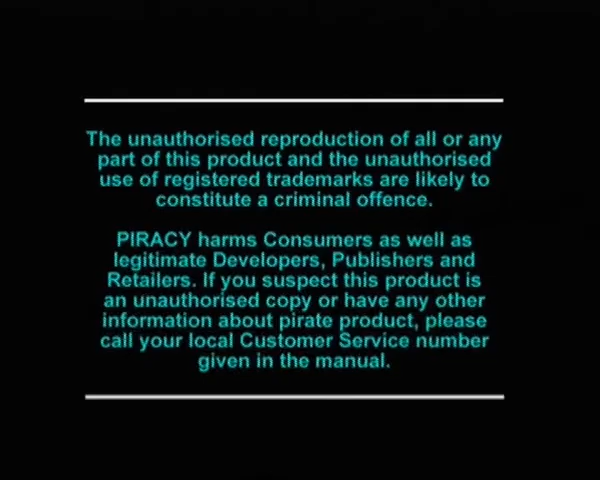 The unauthorised reproduction of all or any
part of this product and the unauthorised
use of registered trademarks are likely to
constitute a criminal offence.
PIRACY harms Consumers as well as
legitimate Developers, Publishers and
Retailers. If you suspect this product is
an unauthorised copy or have any other
information about pirate product, please
call your local Customer Service number
given in the manual.